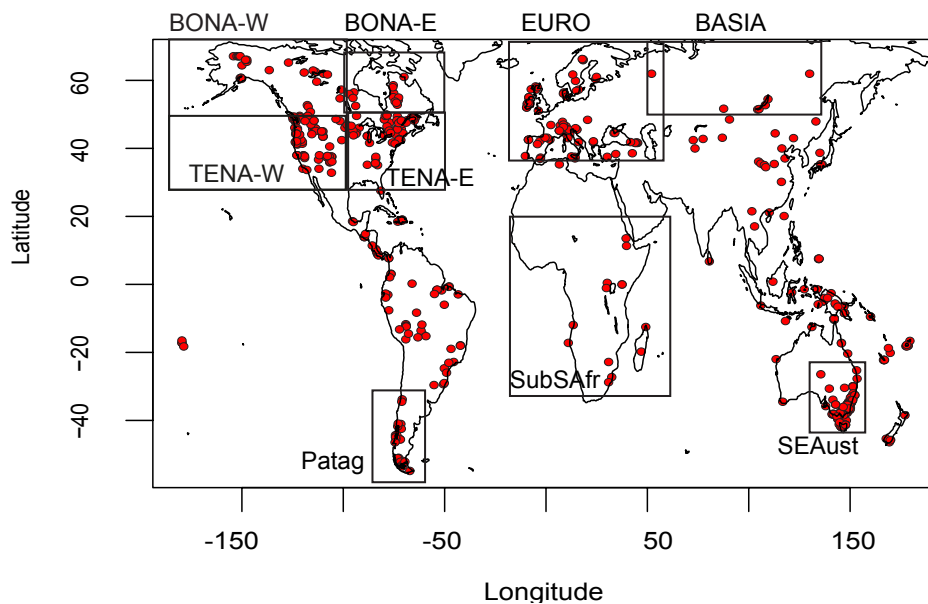 BONA-W BONA-E EURO BASIA
TENA-W TENA-E
SubSAfr
Patag
SEAust
60
40
20
0
-20
-40
Latitude
-150 -50 50 150
Longitude